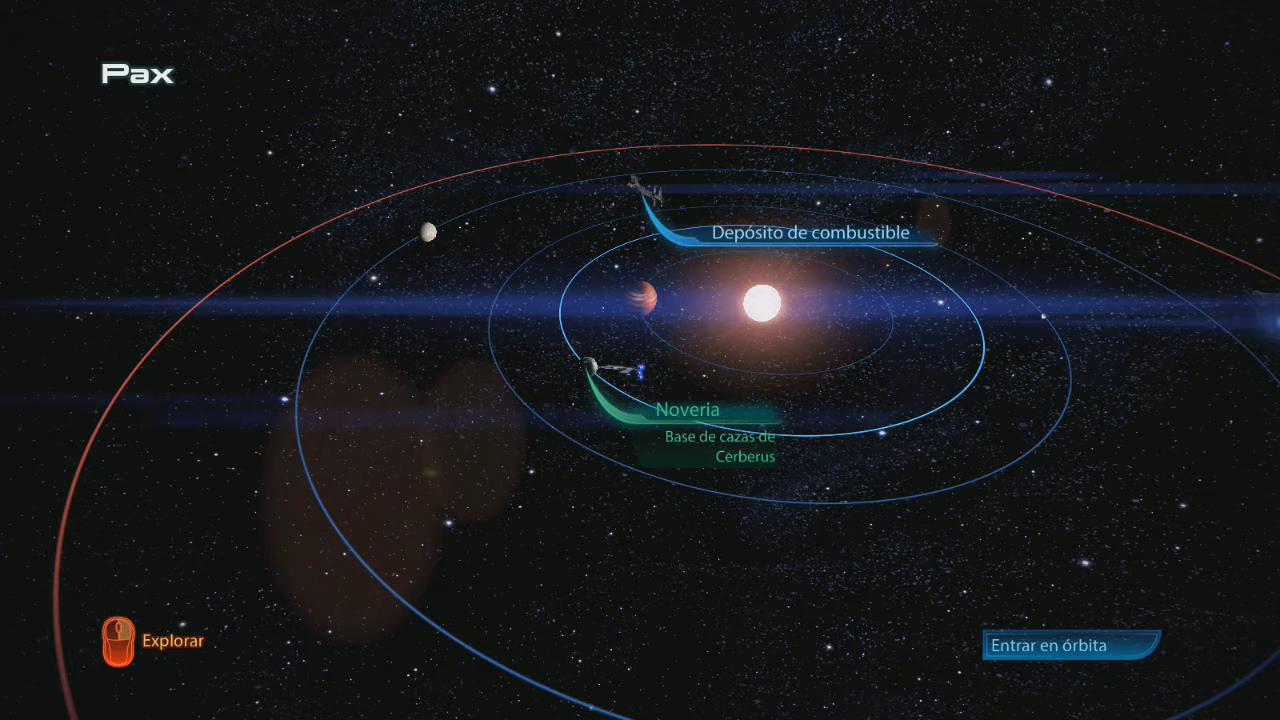 Pax
Depósito de combustible
Noveria
Base de cazas de
Cerberus
Explorar
Entrar en órbita